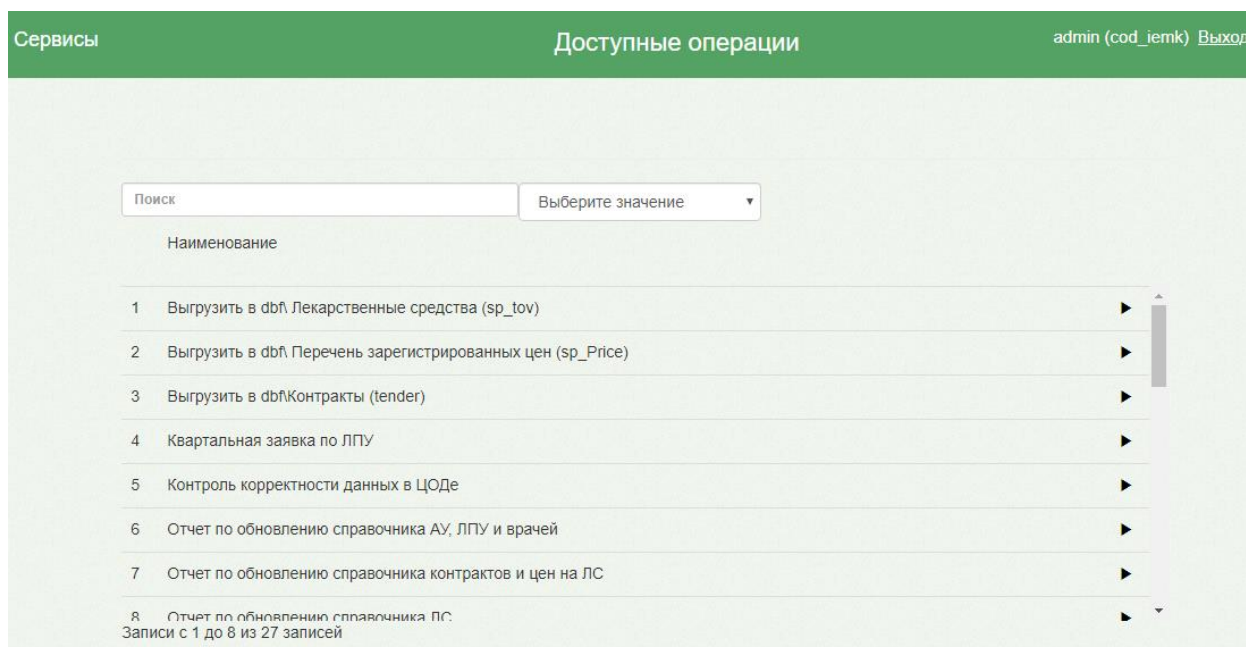 Сервисы Доступные операции admin (cod_iemk) Выход
Поиск Выберите значение
Наименование
1 Выгрузить в dbf\ Лекарственные средства (sp_tov)
2 Выгрузить в dbf\ Перечень зарегистрированных цен (sp_Price)
3 Выгрузить в dbf\Контракты (tender)
4 Квартальная заявка по ЛПУ
5 Контроль корректности данных в ЦОДе
6 Отчет по обновлению справочника АУ, ЛПУ и врачей
7 Отчет по обновлению справочника контрактов и цен на ЛС
8 Отчет по обновлению справочника ЛС
Записи с 1 до 8 из 27 записей